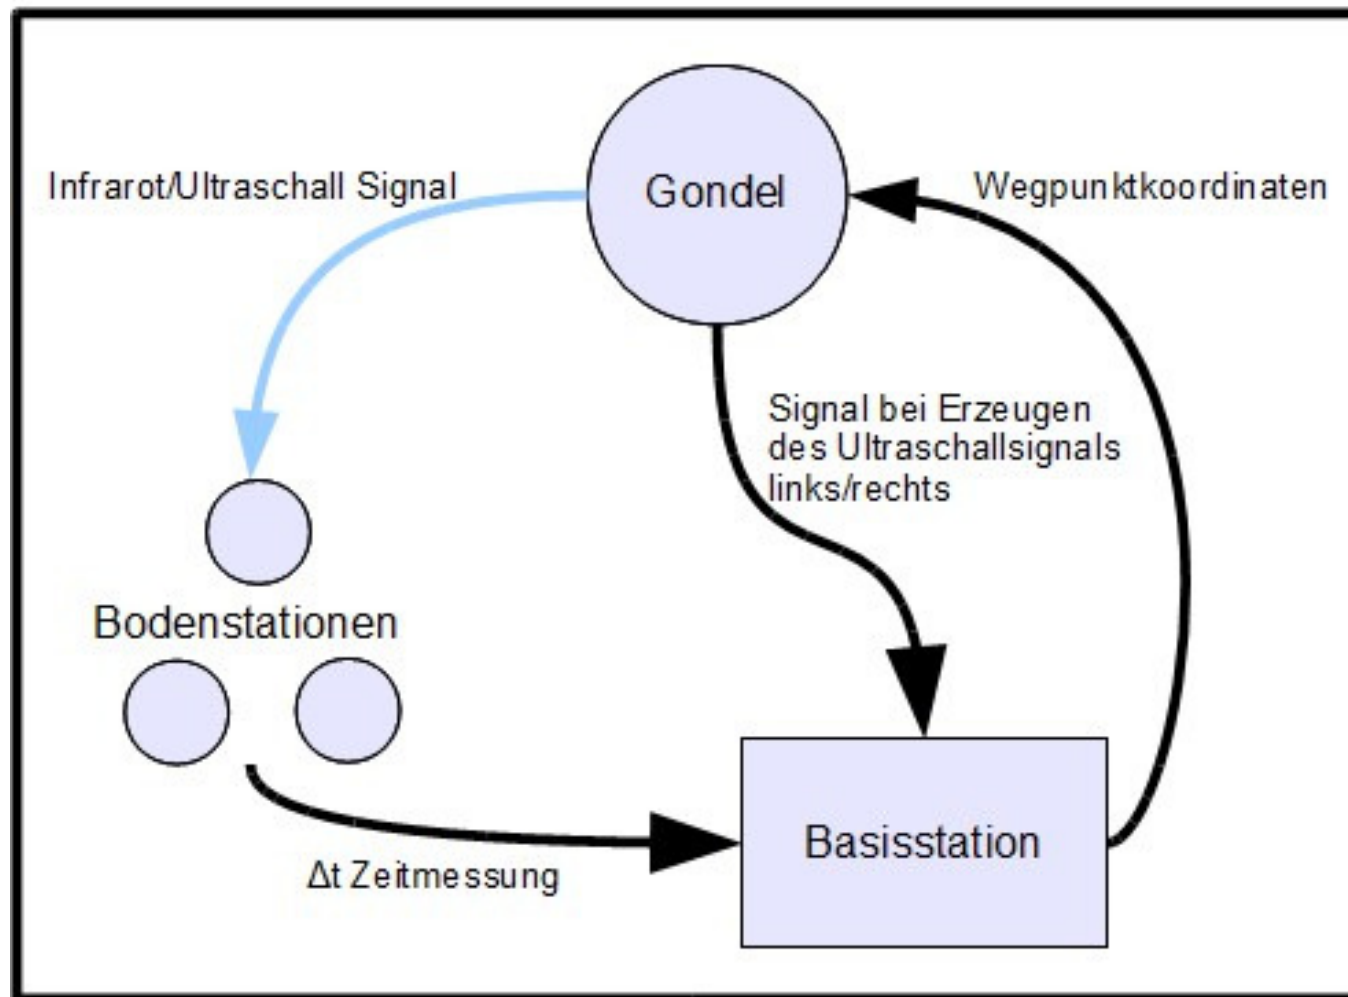 Infrarot/Ultraschall Signal
Gondel
Wegpunktkoordinaten
Signal bei Erzeugen
des Ultraschallsignals
links/rechts
Bodenstationen
Basisstation
Δt Zeitmessung